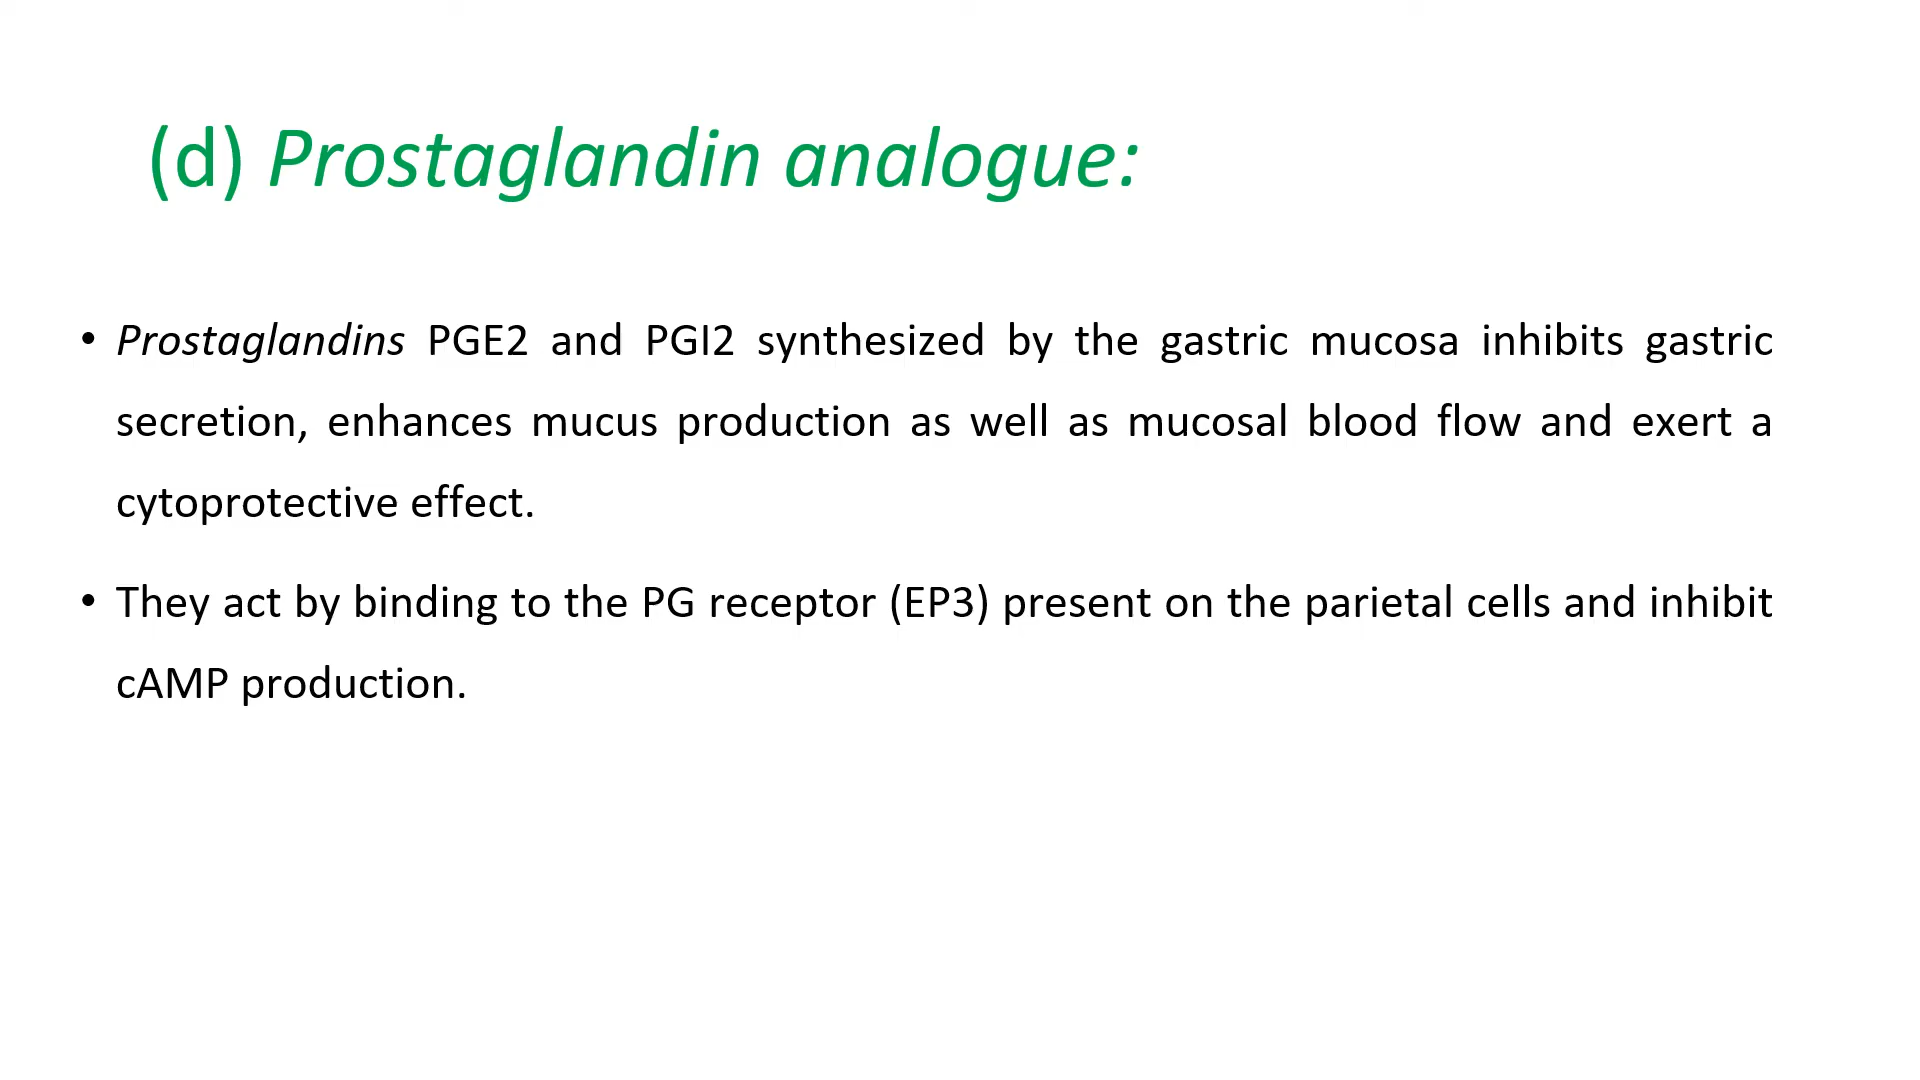 (d) Prostaglandin analogue:
• Prostaglandins PGE2 and PGI2 synthesized by the gastric mucosa inhibits gastric
secretion, enhances mucus production as well as mucosal blood flow and exert a
cytoprotective effect.
• They act by binding to the PG receptor (EP3) present on the parietal cells and inhibit
cAMP production.